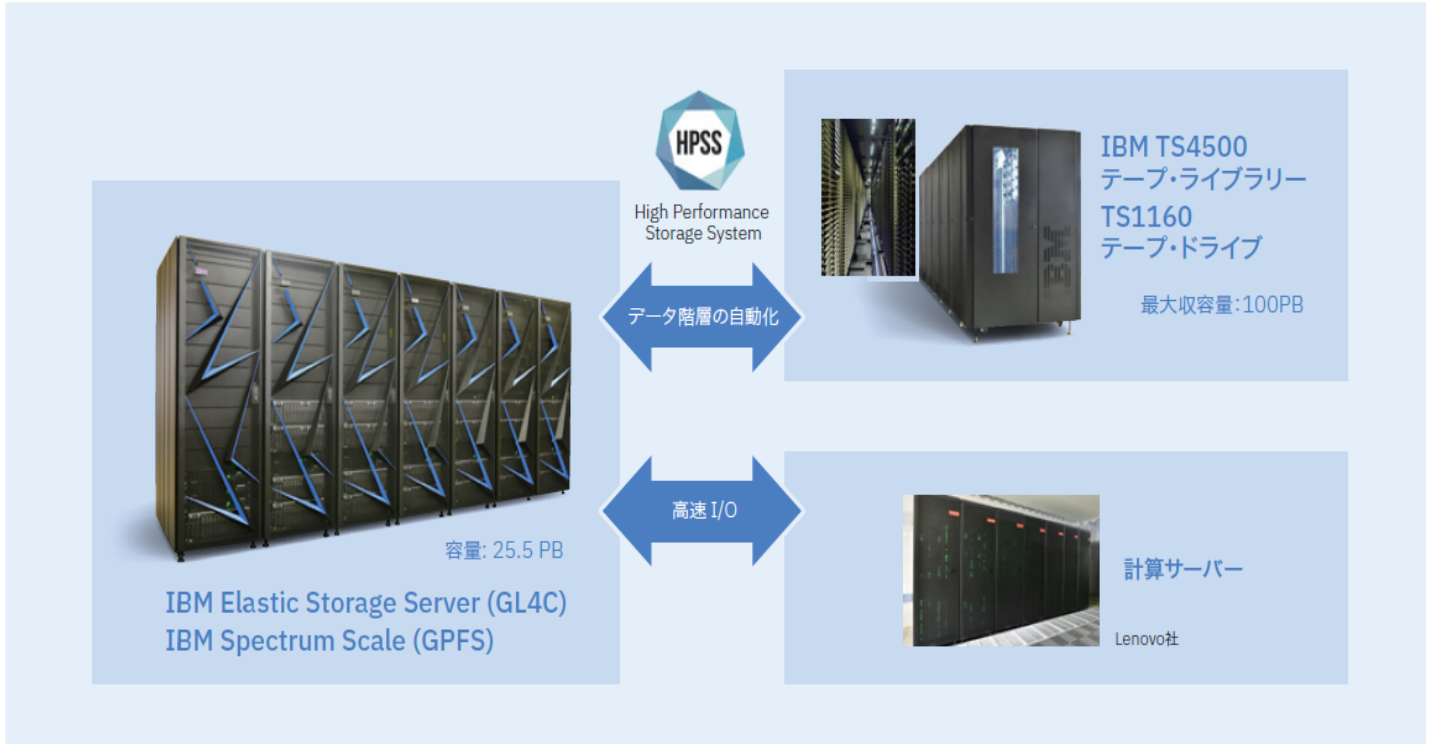 HPSS
High Performance
Storage System
IBM TS4500
テープ・ライブラリー
TS1160
テープ・ドライブ
最大収容量：100PB
IBM
データ階層の自動化
高速 I/O
容量: 25.5 PB
IBM Elastic Storage Server (GL4C)
IBM Spectrum Scale (GPFS)
計算サーバー
Lenovo社